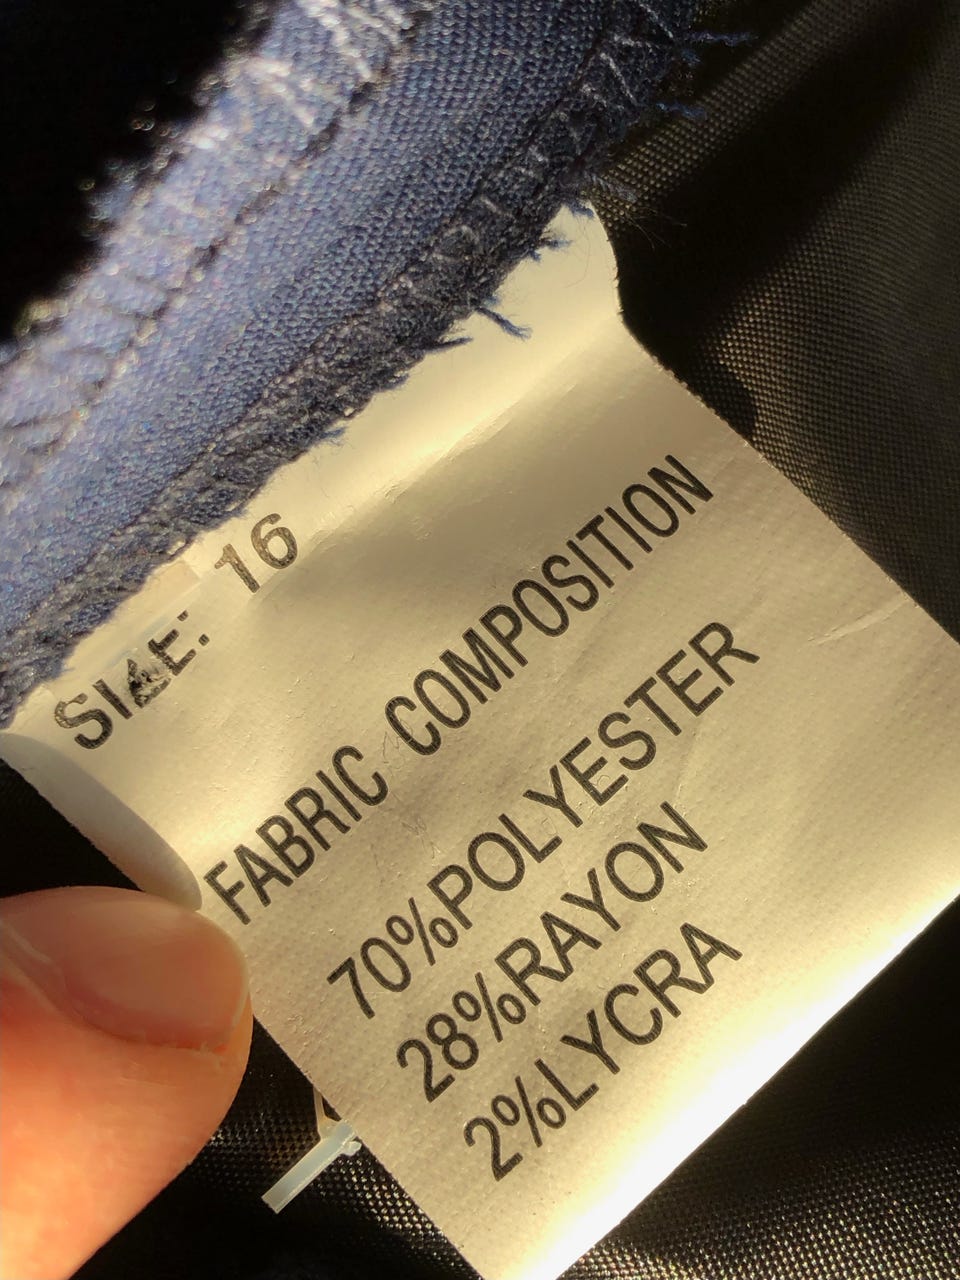 SIZE: 16
FABRIC COMPOSITION
70%POLYESTER
28%RAYON
2%LYCRA